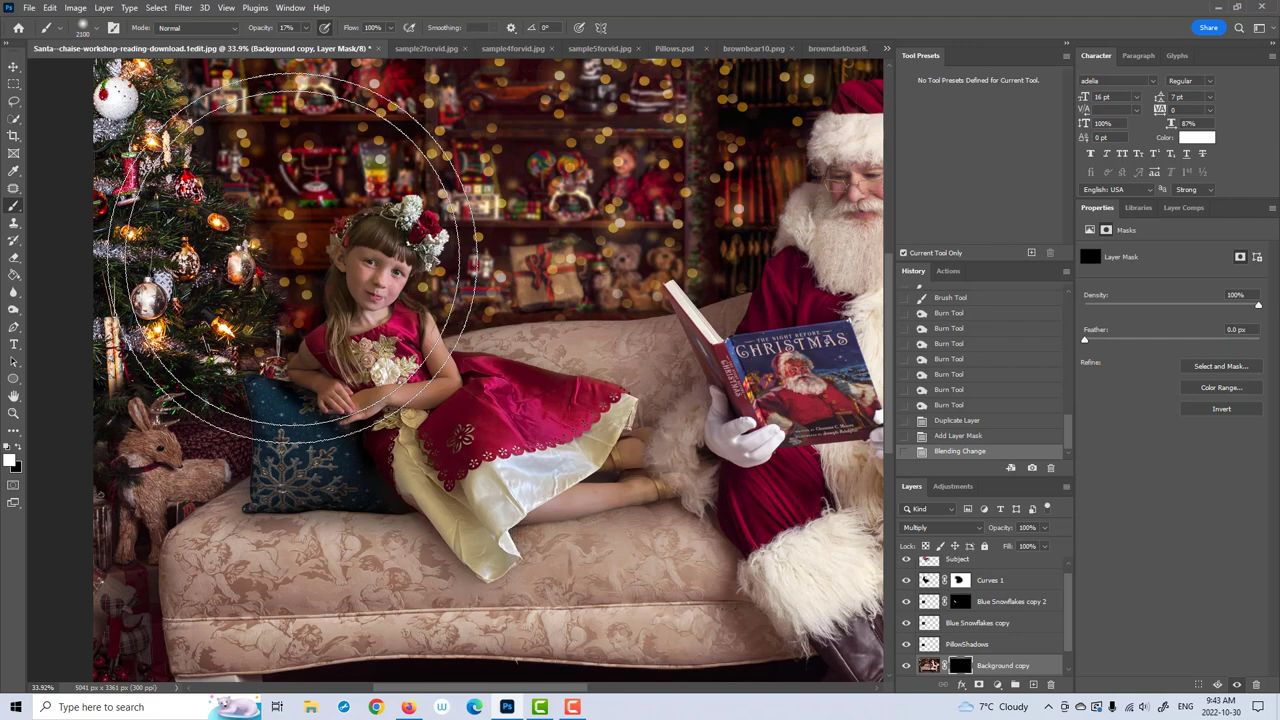 File Edit Image Layer Type Select Filter 3D View Plugins Window Help
2100 Mode: Normal Opacity: 17% Flow: 100% Smoothing: 0° Share
Santa--chaise-workshop-reading-download.1edit.jpg @ 33.9% (Background copy, Layer Mask/8) * sample2forvid.jpg sample4forvid.jpg sample5forvid.jpg Pillows.psd brownbear10.png browndarkbear8.
Tool Presets
No Tool Presets Defined for Current Tool.
Current Tool Only
History Actions
Brush Tool
Burn Tool
Burn Tool
Burn Tool
Burn Tool
Burn Tool
Burn Tool
Burn Tool
Duplicate Layer
Add Layer Mask
Blending Change
Layers Adjustments
Kind
Multiply Opacity: 100%
Lock: Fill: 100%
Subject
Curves 1
Blue Snowflakes copy 2
Blue Snowflakes copy
PillowShadows
Background copy
Character Paragraph Glyphs
adelia Regular
16 pt 7 pt
0
100% 87%
0 pt Color:
English: USA Strong
Properties Libraries Layer Comps
Masks
Layer Mask
Density: 100%
Feather: 0.0 px
Refine: Select and Mask...
Color Range...
Invert
THE NIGHT BEFORE
CHRISTMAS
CHRISTMAS
33.92% 5041 px x 3361 px (300 ppi)
Type here to search
7°C Cloudy ENG 9:43 AM
2022-10-30